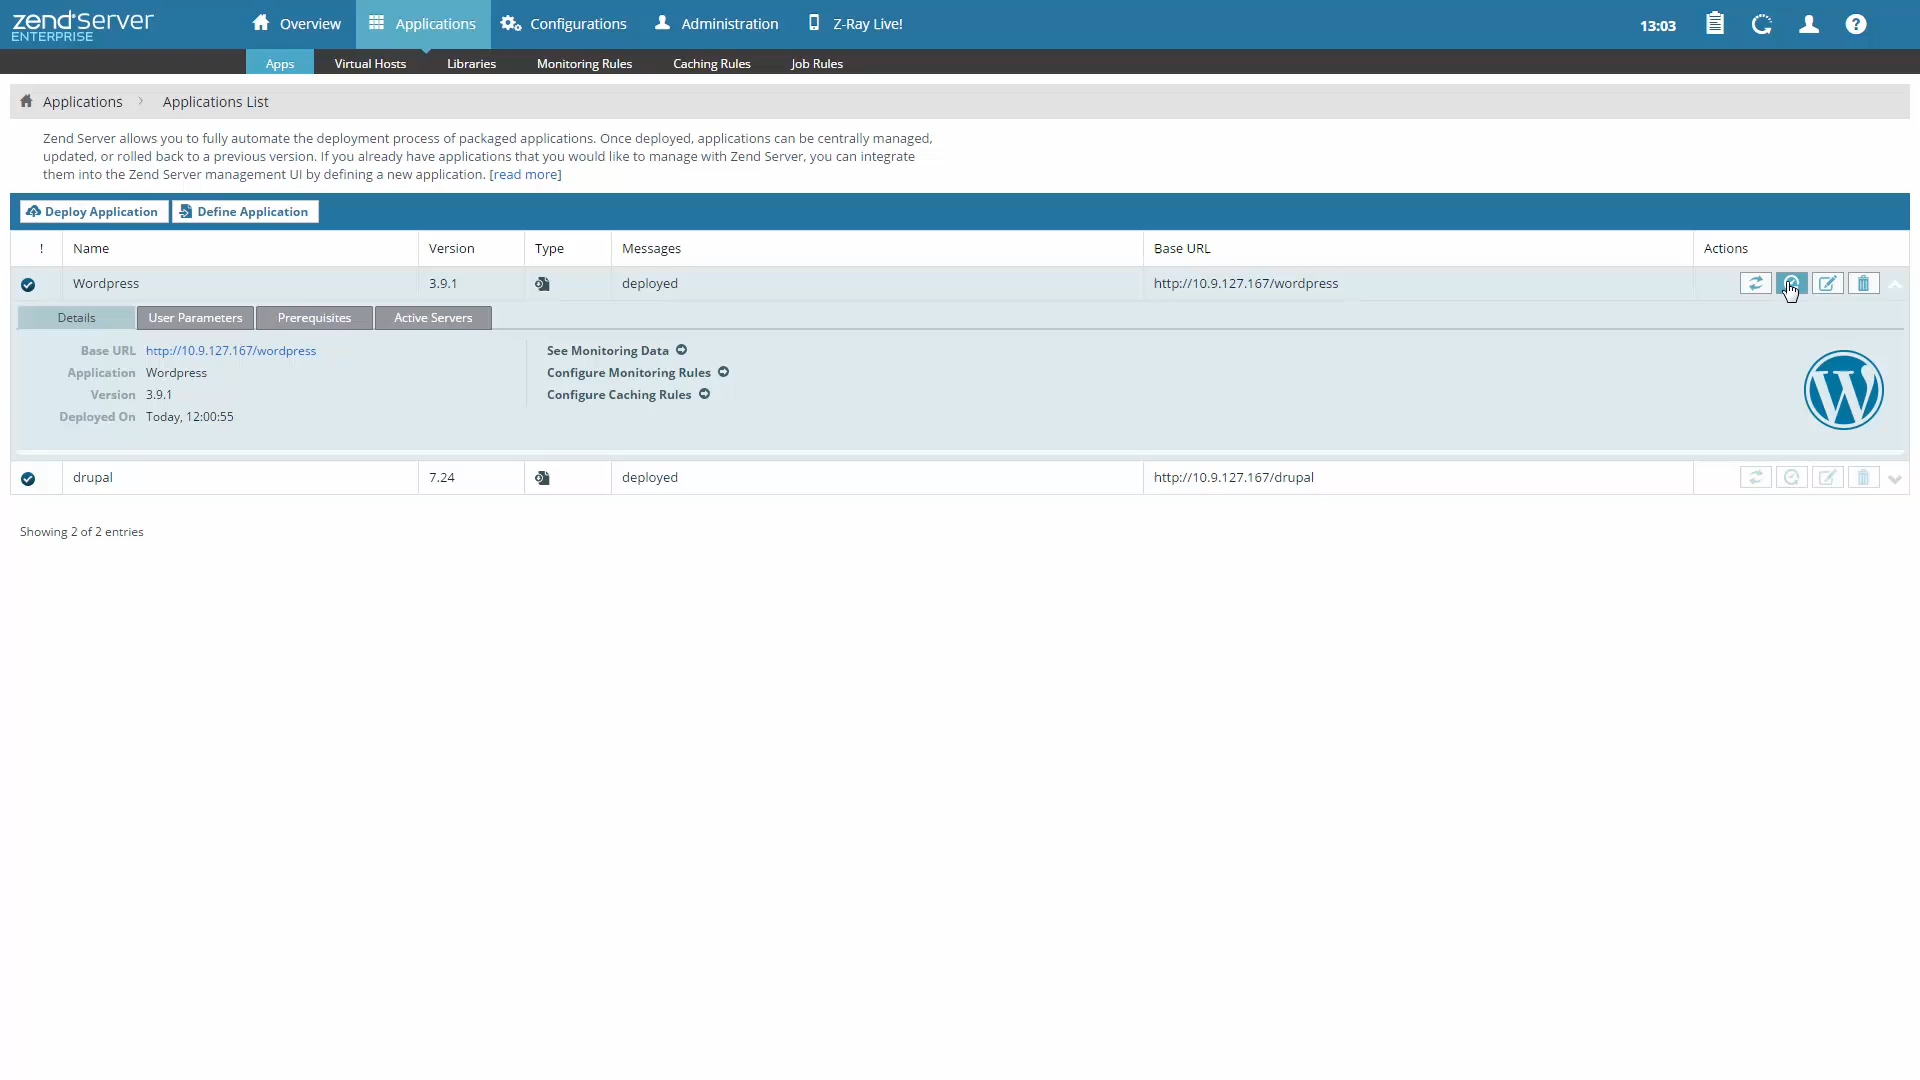 zend Server
ENTERPRISE
Overview
Applications
Configurations
Administration
Z-Ray Live!
13:03
Apps
Virtual Hosts
Libraries
Monitoring Rules
Caching Rules
Job Rules
Applications
Applications List
Zend Server allows you to fully automate the deployment process of packaged applications. Once deployed, applications can be centrally managed,
updated, or rolled back to a previous version. If you already have applications that you would like to manage with Zend Server, you can integrate
them into the Zend Server management UI by defining a new application. [read more]
Deploy Application
Define Application
! Name Version Type Messages Base URL Actions
Wordpress 3.9.1 deployed http://10.9.127.167/wordpress
Details
User Parameters
Prerequisites
Active Servers
Base URL http://10.9.127.167/wordpress
Application Wordpress
Version 3.9.1
Deployed On Today, 12:00:55
See Monitoring Data
Configure Monitoring Rules
Configure Caching Rules
drupal 7.24 deployed http://10.9.127.167/drupal
Showing 2 of 2 entries